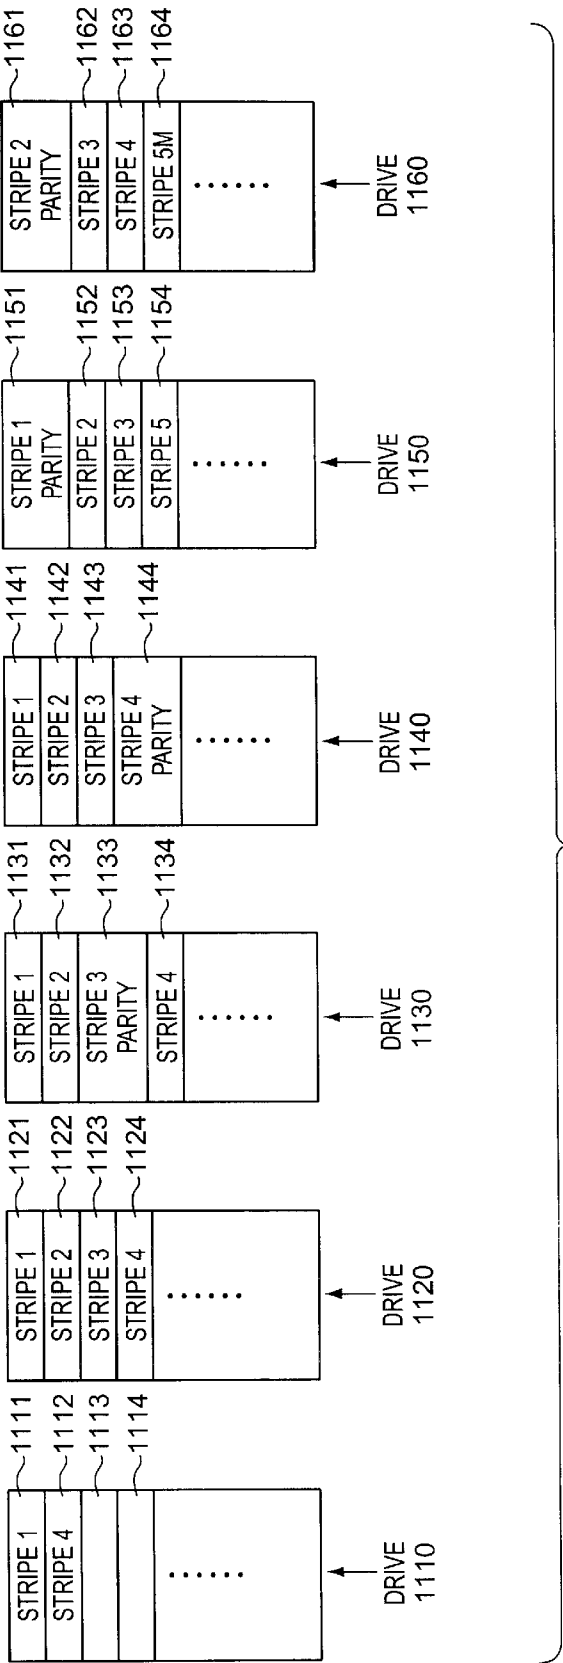 STRIPE 1 1111
STRIPE 4 1112
1113
1114
......
DRIVE
1110
STRIPE 1 1121
STRIPE 2 1122
STRIPE 3 1123
STRIPE 4 1124
......
DRIVE
1120
STRIPE 1 1131
STRIPE 2 1132
STRIPE 3 1133
PARITY
STRIPE 4 1134
......
DRIVE
1130
STRIPE 1 1141
STRIPE 2 1142
STRIPE 3 1143
STRIPE 4 1144
PARITY
......
DRIVE
1140
STRIPE 1 1151
PARITY
STRIPE 2 1152
STRIPE 3 1153
STRIPE 5 1154
......
DRIVE
1150
STRIPE 2 1161
PARITY
STRIPE 3 1162
STRIPE 4 1163
STRIPE 5M 1164
......
DRIVE
1160